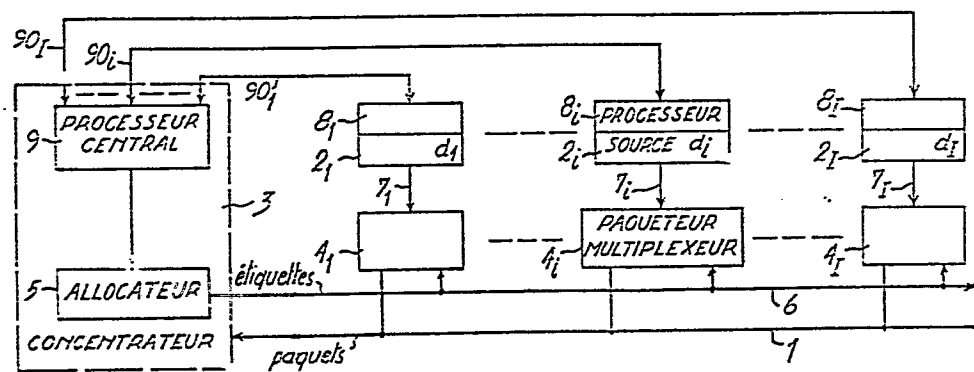 90I
90i
90'1
9
PROCESSEUR
CENTRAL
3
5
ALLOCATEUR
CONCENTRATEUR
81
21
d1
71
41
8i
PROCESSEUR
2i
SOURCE di
7i
PAQUETEUR
MULTIPLEXEUR
4i
8I
2I
dI
7I
4I
étiquettes
6
paquets
1